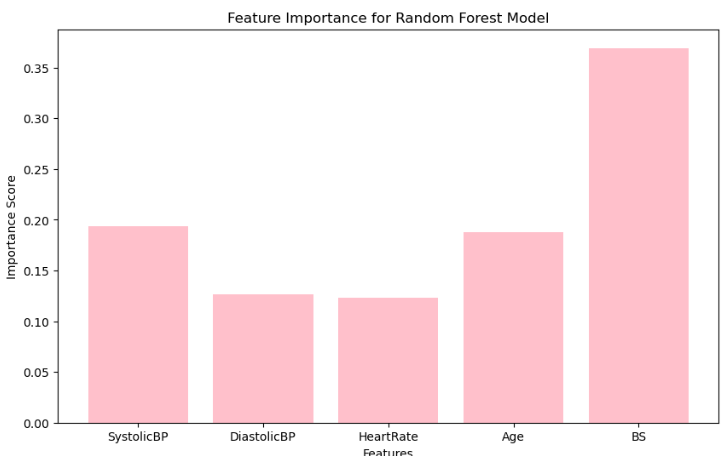 Feature Importance for Random Forest Model
Importance Score
0.35
0.30
0.25
0.20
0.15
0.10
0.05
0.00
SystolicBP DiastolicBP HeartRate Age BS
Features